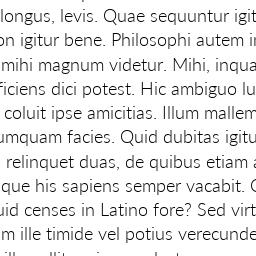 longus, levis. Quae sequuntur igit
on igitur bene. Philosophi autem i
mihi magnum videtur. Mihi, inqua
ficiens dici potest. Hic ambiguo lu
coluit ipse amicitias. Illum mallem
umquam facies. Quid dubitas igitu
relinquet duas, de quibus etiam a
que his sapiens semper vacabit.
uid censes in Latino fore? Sed virt
m ille timide vel potius verecunde